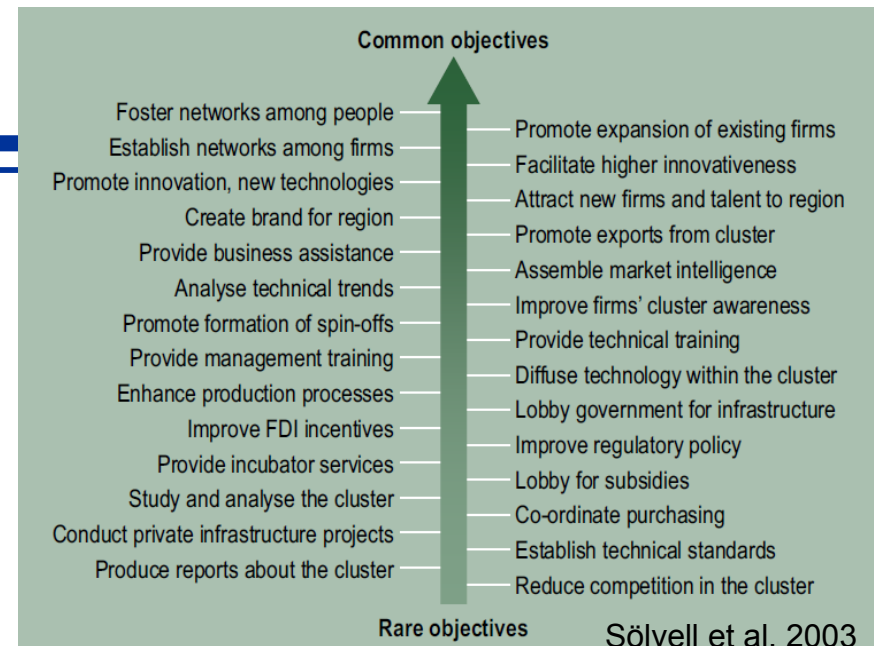 Common objectives
Foster networks among people
Establish networks among firms
Promote innovation, new technologies
Create brand for region
Provide business assistance
Analyse technical trends
Promote formation of spin-offs
Provide management training
Enhance production processes
Improve FDI incentives
Provide incubator services
Study and analyse the cluster
Conduct private infrastructure projects
Produce reports about the cluster
Promote expansion of existing firms
Facilitate higher innovativeness
Attract new firms and talent to region
Promote exports from cluster
Assemble market intelligence
Improve firms' cluster awareness
Provide technical training
Diffuse technology within the cluster
Lobby government for infrastructure
Improve regulatory policy
Lobby for subsidies
Co-ordinate purchasing
Establish technical standards
Reduce competition in the cluster
Rare objectives
Sölvell et al. 2003